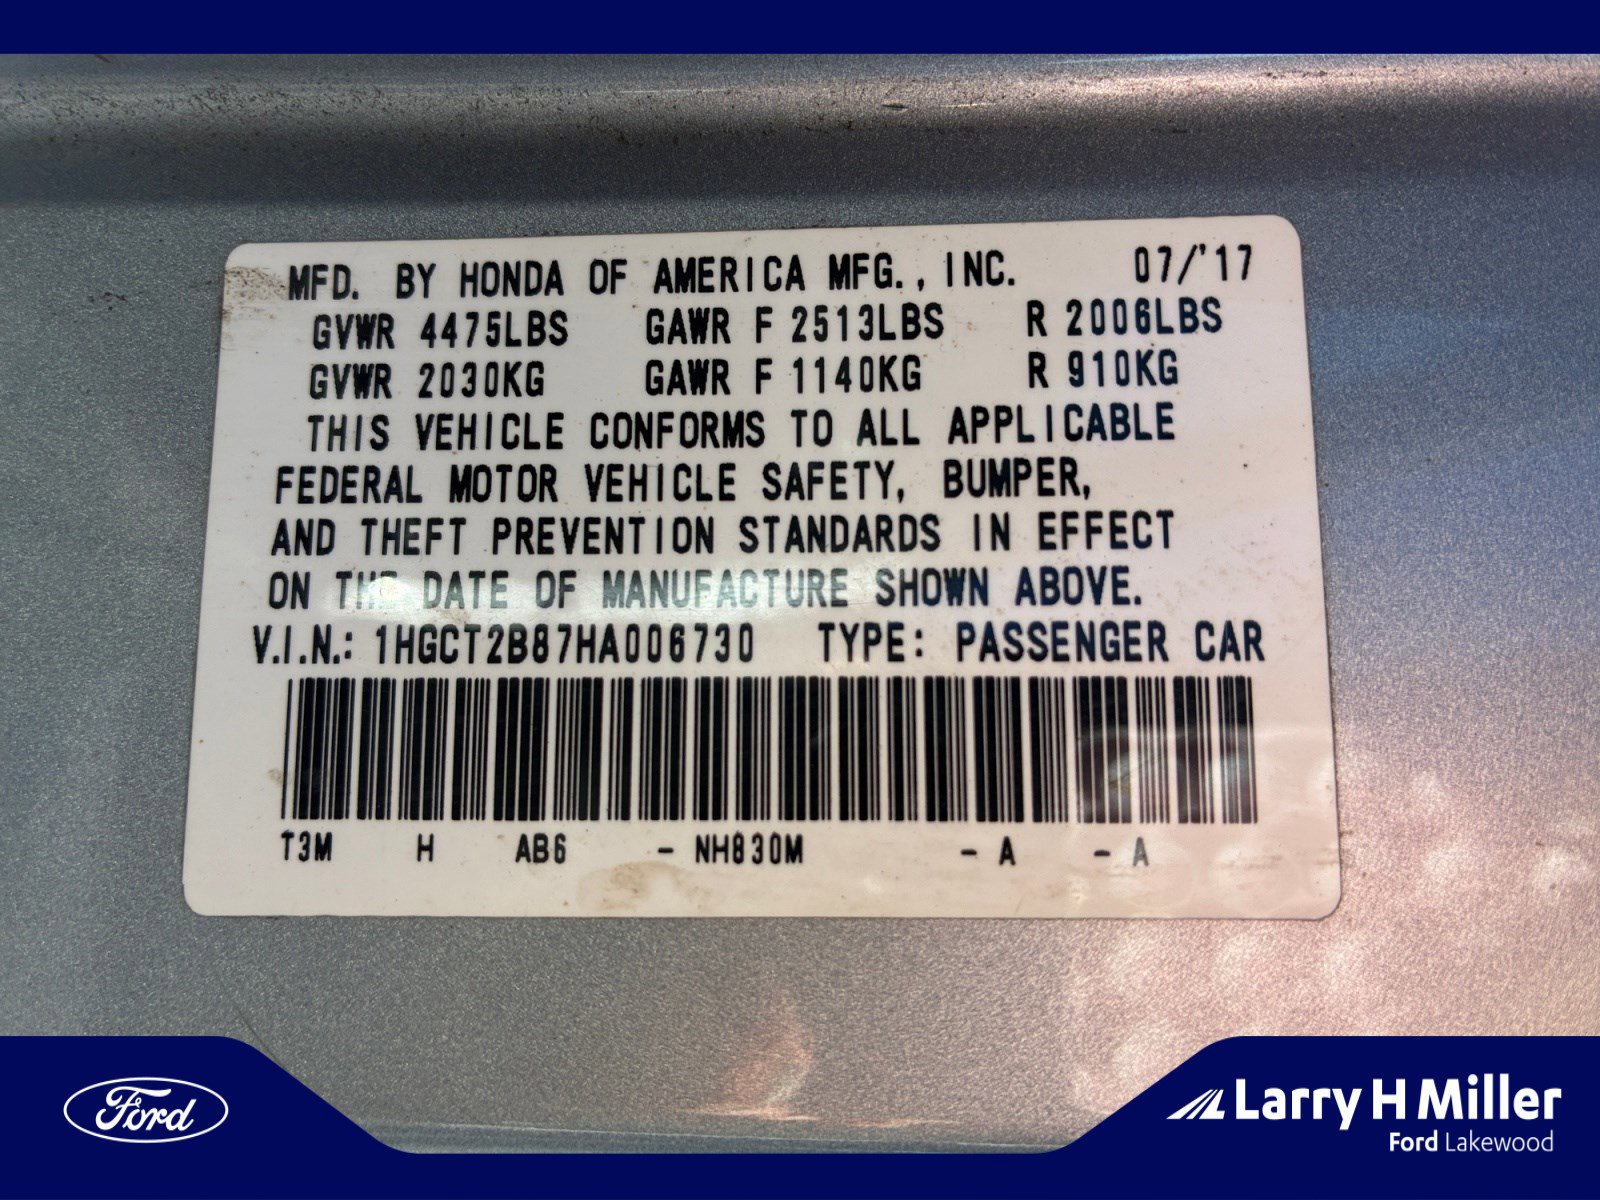 MFD. BY HONDA OF AMERICA MFG., INC. 07/'17
GVWR 4475LBS GAWR F 2513LBS R 2006LBS
GVWR 2030KG GAWR F 1140KG R 910KG
THIS VEHICLE CONFORMS TO ALL APPLICABLE
FEDERAL MOTOR VEHICLE SAFETY, BUMPER,
AND THEFT PREVENTION STANDARDS IN EFFECT
ON THE DATE OF MANUFACTURE SHOWN ABOVE.
V.I.N.: 1HGCT2B87HA006730 TYPE: PASSENGER CAR
T3M H AB6 - NH830M - A - A
Ford
Larry H Miller
Ford Lakewood